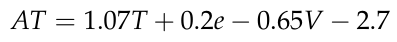 AT = 1.07T + 0.2e − 0.65V − 2.7